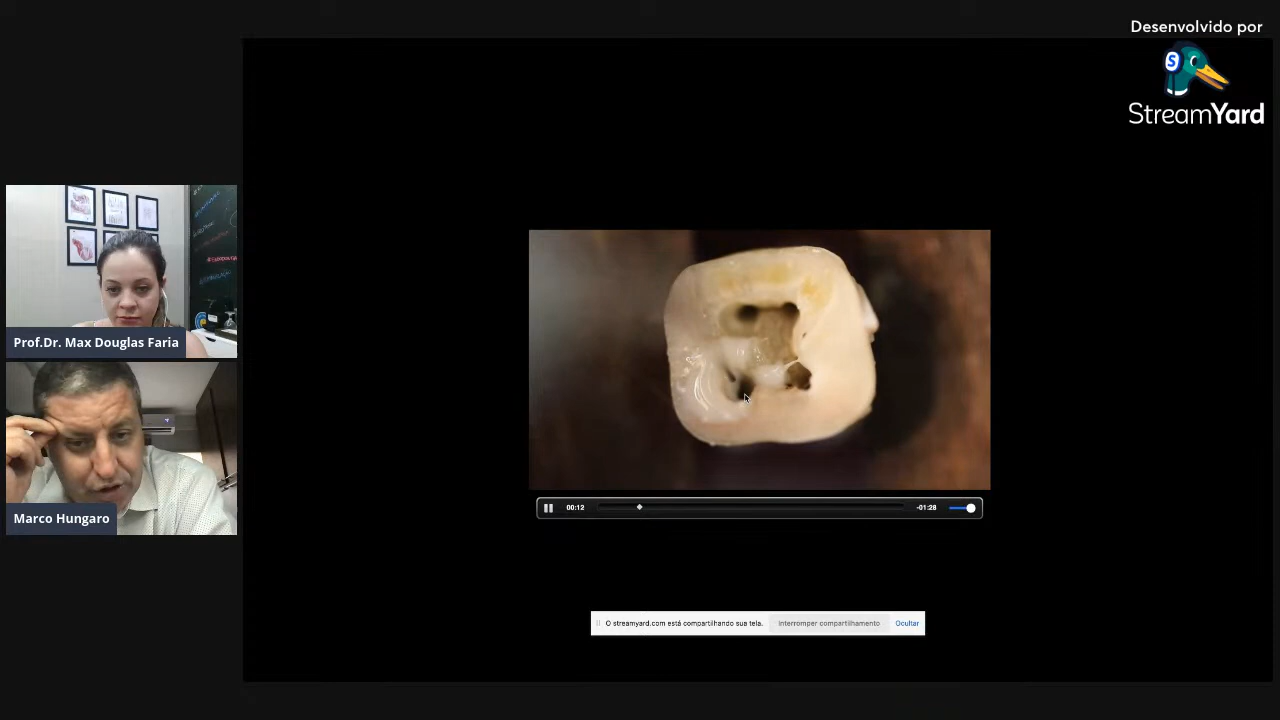 Desenvolvido por
S
StreamYard
Prof.Dr. Max Douglas Faria
Marco Hungaro
00:12
-01:28
O streamyard.com está compartilhando sua tela.
Interromper compartilhamento
Ocultar